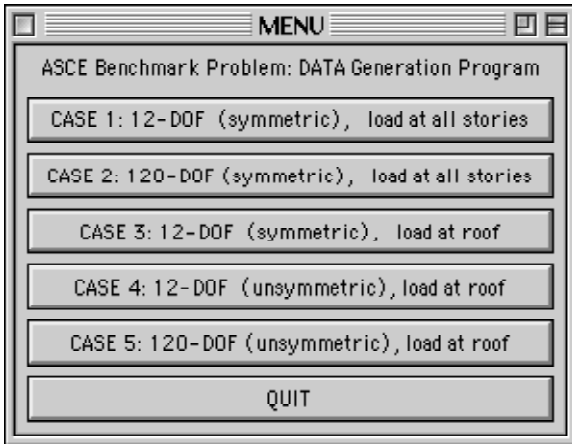 MENU
ASCE Benchmark Problem: DATA Generation Program
CASE 1: 12-DOF (symmetric), load at all stories
CASE 2: 120-DOF (symmetric), load at all stories
CASE 3: 12-DOF (symmetric), load at roof
CASE 4: 12-DOF (unsymmetric), load at roof
CASE 5: 120-DOF (unsymmetric), load at roof
QUIT